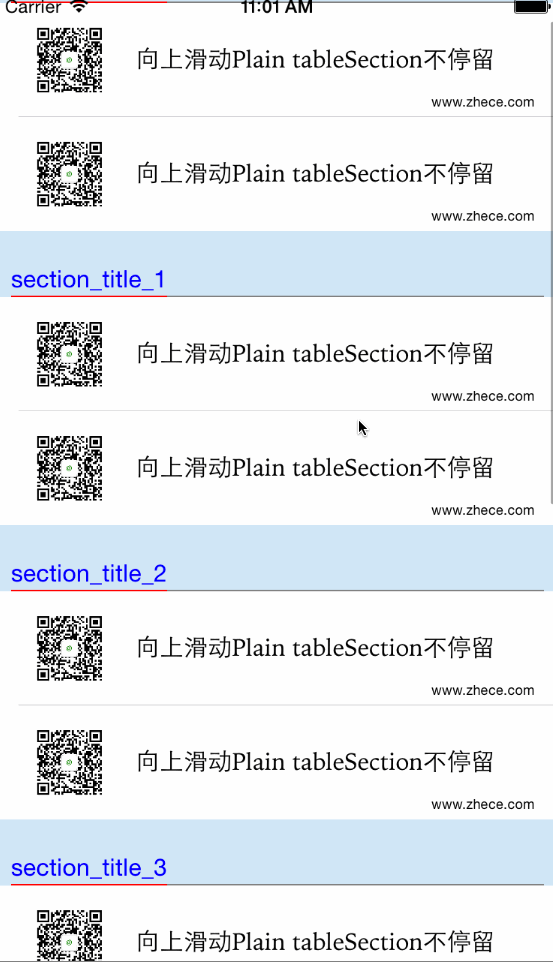 Carrier 11:01 AM
向上滑动Plain tableSection不停留
www.zhece.com
向上滑动Plain tableSection不停留
www.zhece.com
section_title_1
向上滑动Plain tableSection不停留
www.zhece.com
向上滑动Plain tableSection不停留
www.zhece.com
section_title_2
向上滑动Plain tableSection不停留
www.zhece.com
向上滑动Plain tableSection不停留
www.zhece.com
section_title_3
向上滑动Plain tableSection不停留